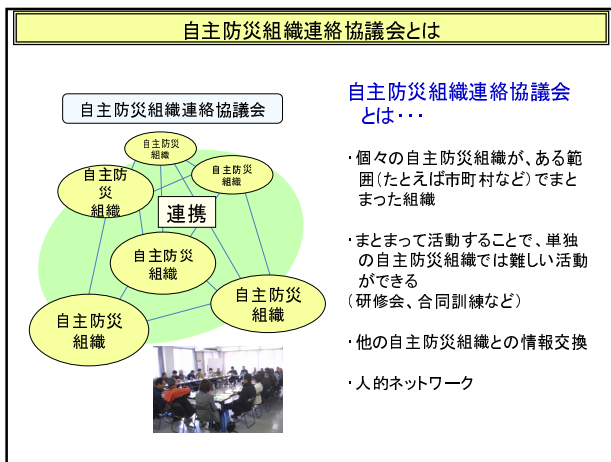 自主防災組織連絡協議会とは
自主防災組織連絡協議会
自主防災
組織
自主防災
組織
自主防
災
組織
連携
自主防災
組織
自主防災
組織
自主防災
組織
自主防災組織連絡協議会
とは・・・
・個々の自主防災組織が、ある範
囲(たとえば市町村など)でまと
まった組織
・まとまって活動することで、単独
の自主防災組織では難しい活動
ができる
(研修会、合同訓練など)
・他の自主防災組織との情報交換
・人的ネットワーク